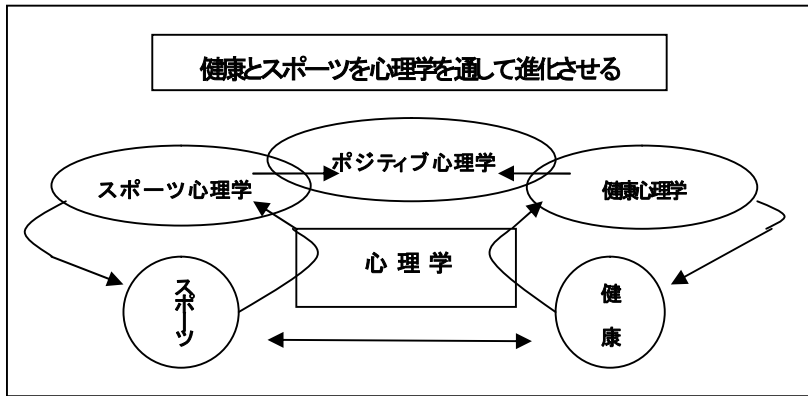 健康とスポーツを心理学を通して進化させる
ポジティブ心理学
スポーツ心理学
健康心理学
心理学
スポーツ
健康